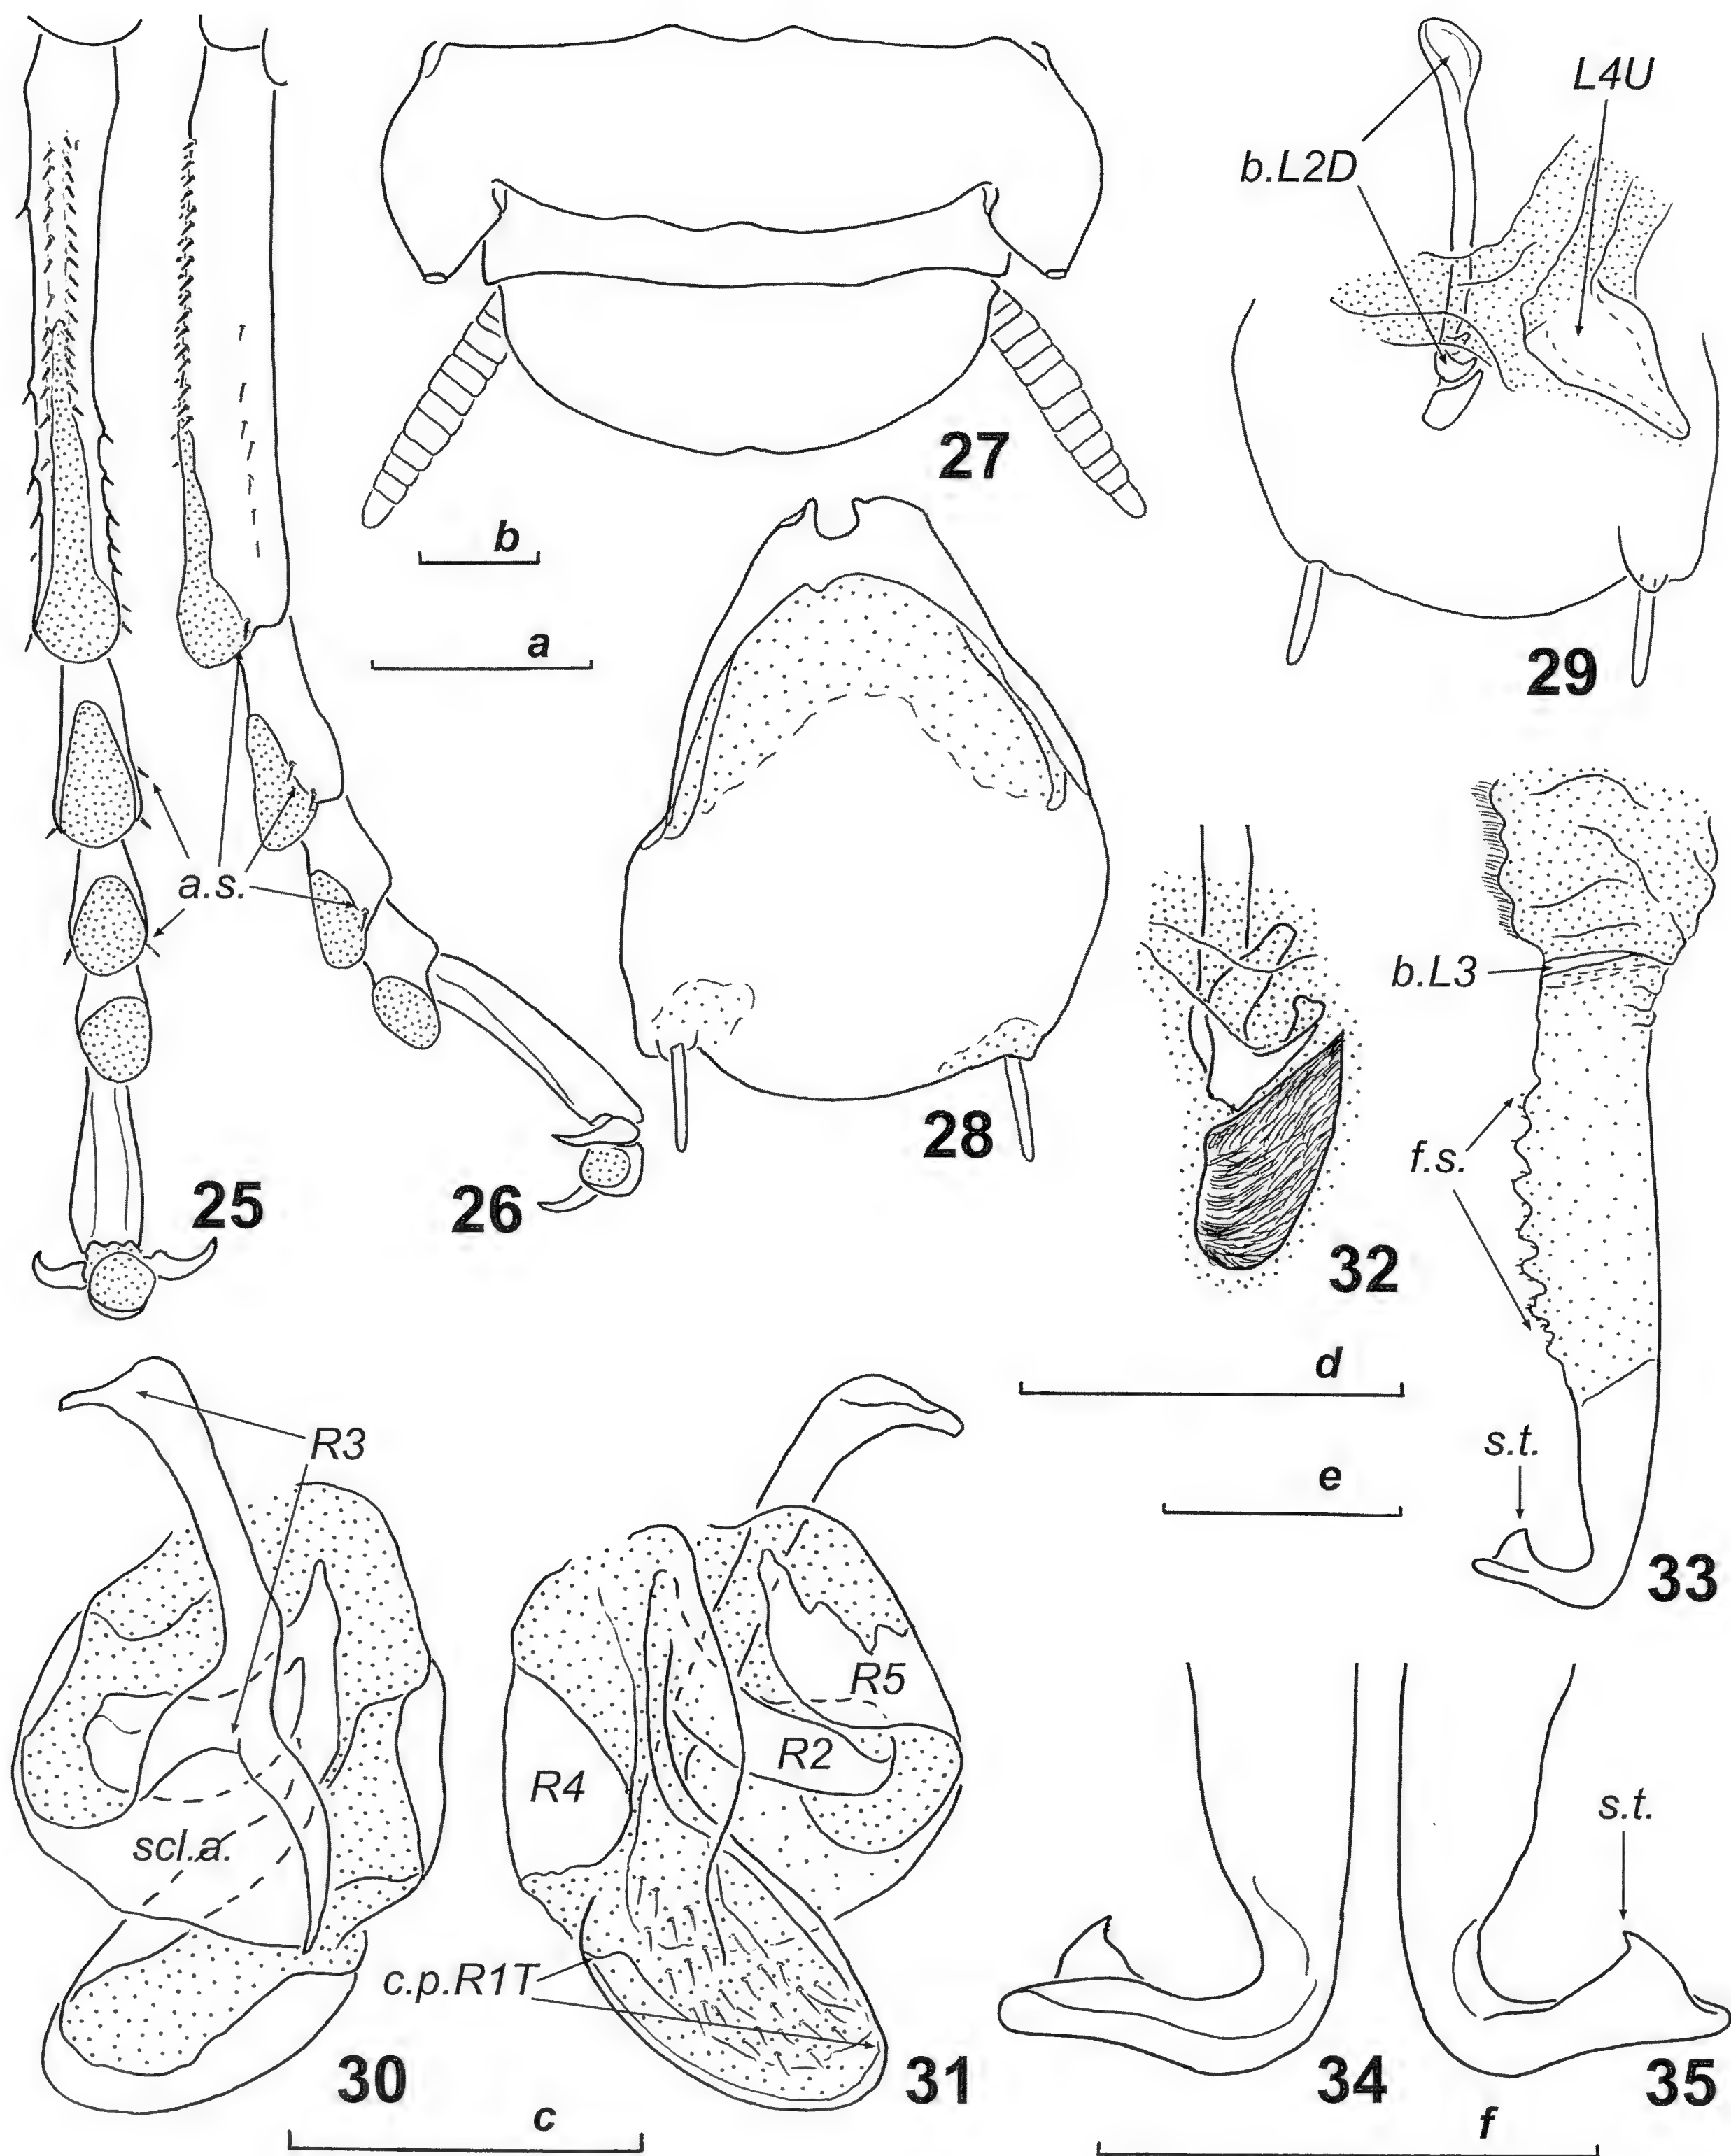 L4U
b.L2D
27
b
a
29
28
a.s.
25
26
32
b.L3
f.s.
d
e
s.t.
33
R3
scl.a.
30
c
R5
R2
R4
c.p.R1T
31
s.t.
34
35
f